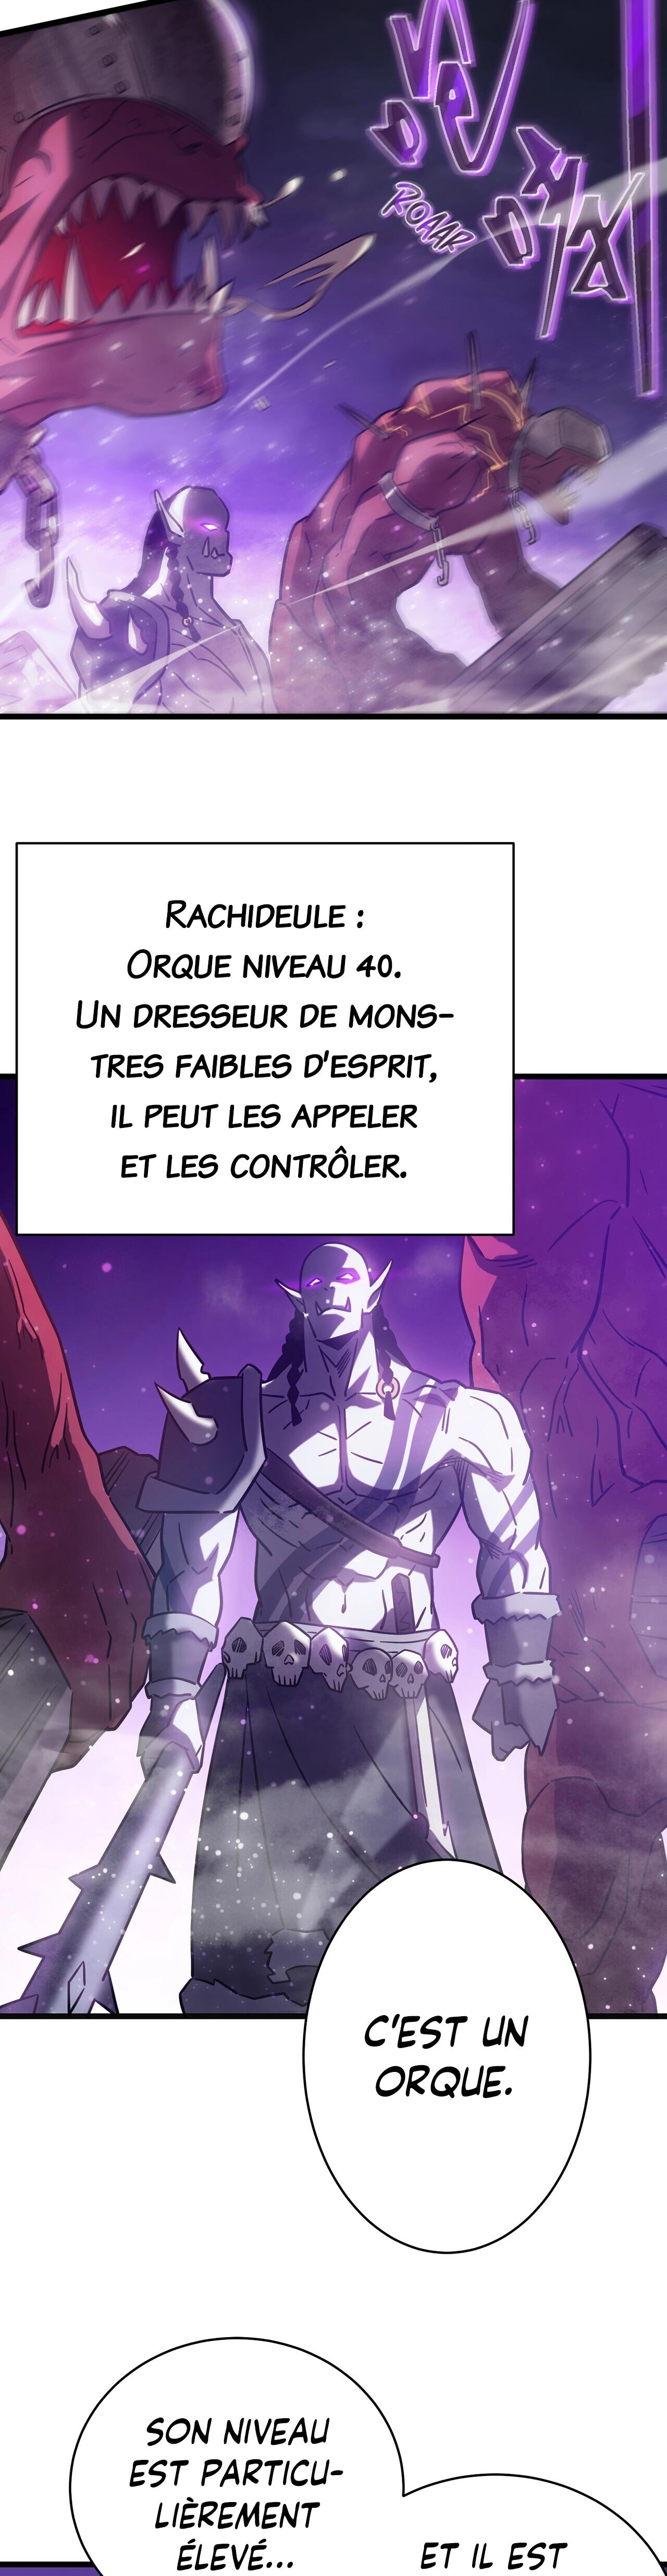 ROAAR
RACHIDEULE :
ORQUE NIVEAU 40.
UN DRESSEUR DE MONS-
TRES FAIBLES D'ESPRIT,
IL PEUT LES APPELER
ET LES CONTRÔLER.
C'EST UN
ORQUE.
SON NIVEAU
EST PARTICU-
LIÈREMENT
ÉLEVÉ...
ET IL EST